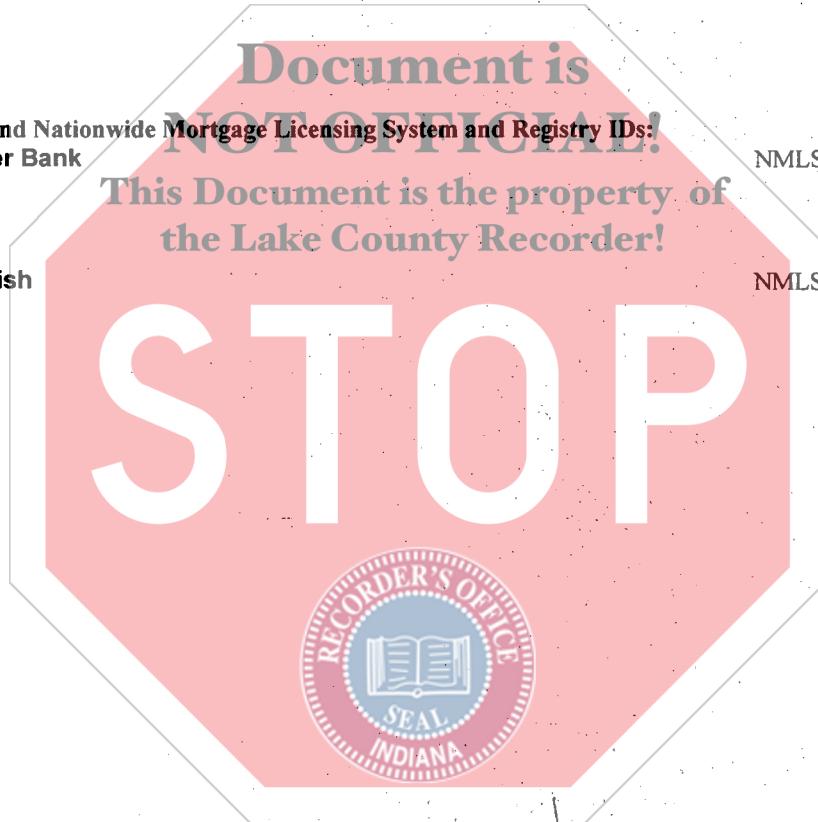 Document is
nd Nationwide Mortgage Licensing System and Registry IDs:
NOT OFFICIAL!
er Bank NMLS
This Document is the property of
the Lake County Recorder!
ish NMLS
STOP
RECORDER'S OFFICE
SEAL
INDIANA